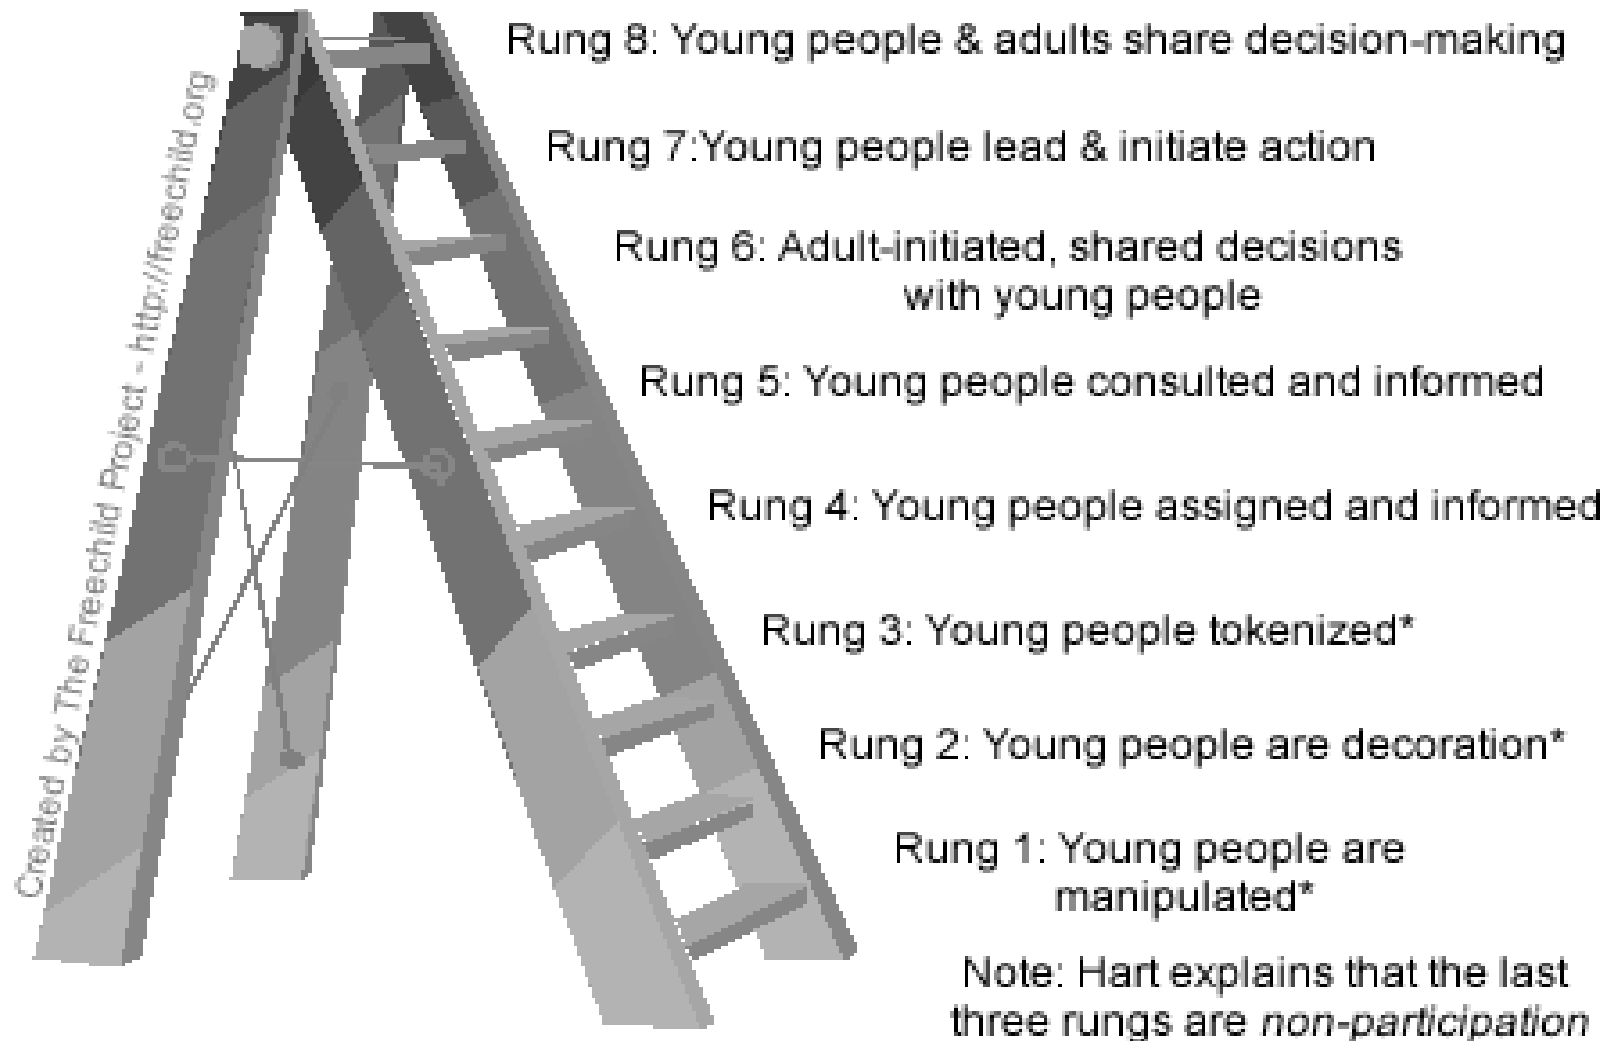 Rung 8: Young people & adults share decision-making
Rung 7:Young people lead & initiate action
Rung 6: Adult-initiated, shared decisions
with young people
Rung 5: Young people consulted and informed
Rung 4: Young people assigned and informed
Rung 3: Young people tokenized*
Rung 2: Young people are decoration*
Rung 1: Young people are
manipulated*
Note: Hart explains that the last
three rungs are non-participation
Created by The Freechild Project - http://freechild.org